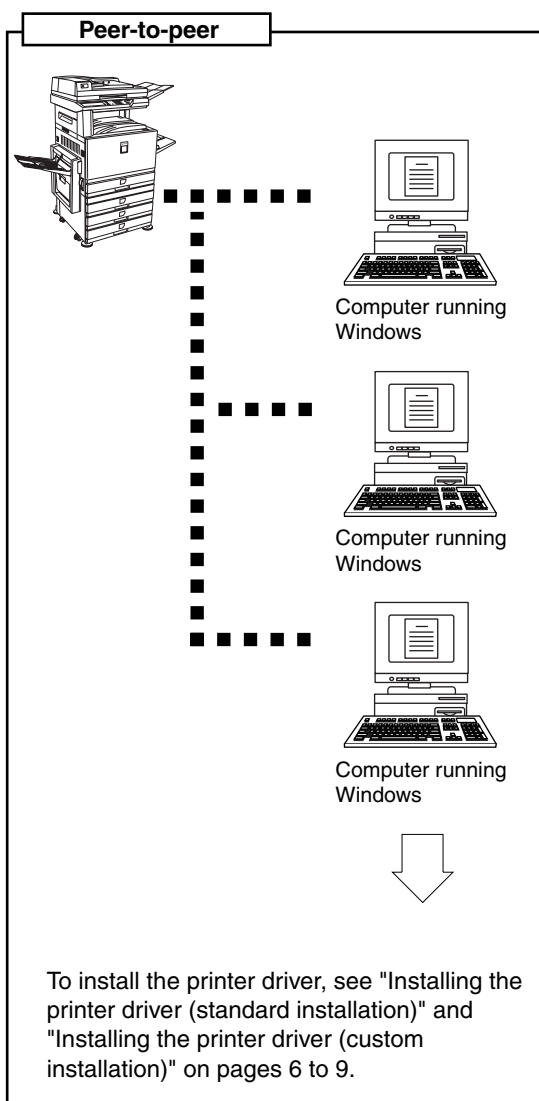 Peer-to-peer
Computer running
Windows
Computer running
Windows
Computer running
Windows
To install the printer driver, see "Installing the
printer driver (standard installation)" and
"Installing the printer driver (custom
installation)" on pages 6 to 9.